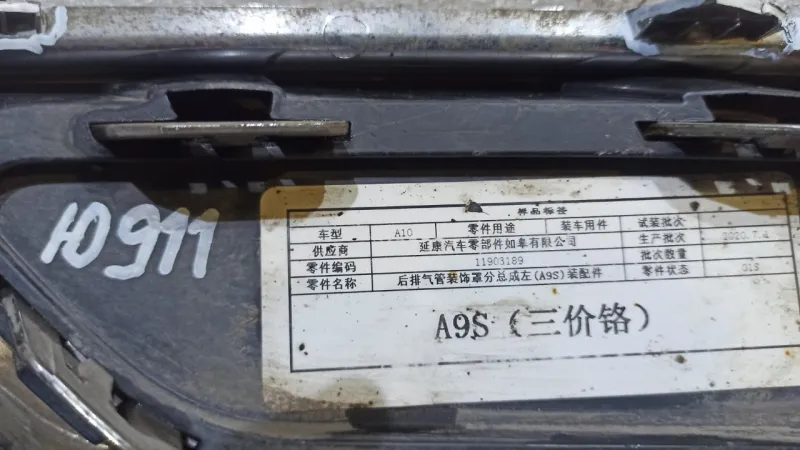 样品标签
车型 A10 零件用途 装车用件 试装批次
供应商 延康汽车零部件如皋有限公司 生产批次 2020.7.4
零件编码 11903189 批次数量
零件名称 后排气管装饰罩分总成左(A9S)装配件 零件状态
A9S（三价铬）
Ю911